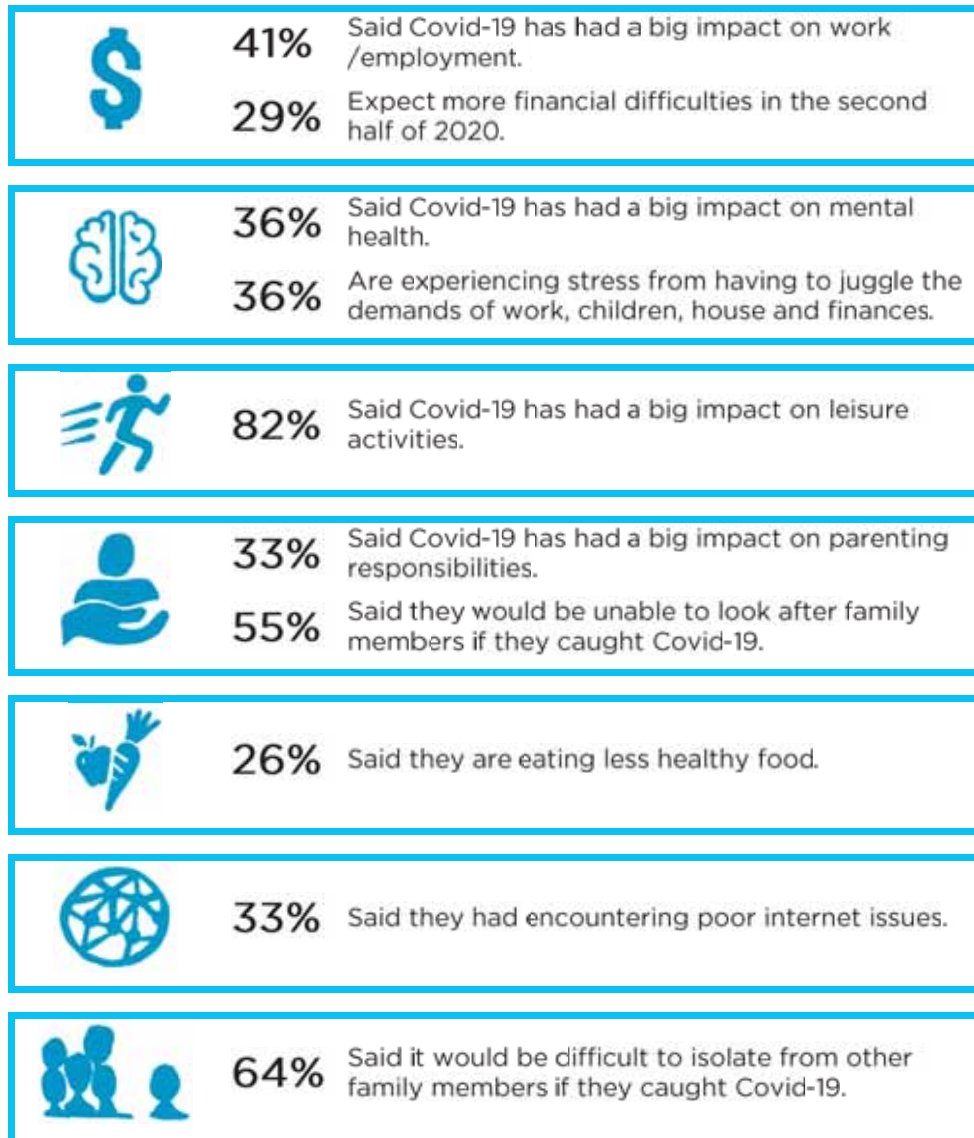 41% Said Covid-19 has had a big impact on work
/employment.
29% Expect more financial difficulties in the second
half of 2020.
36% Said Covid-19 has had a big impact on mental
health.
36% Are experiencing stress from having to juggle the
demands of work, children, house and finances.
82% Said Covid-19 has had a big impact on leisure
activities.
33% Said Covid-19 has had a big impact on parenting
responsibilities.
55% Said they would be unable to look after family
members if they caught Covid-19.
26% Said they are eating less healthy food.
33% Said they had encountering poor internet issues.
64% Said it would be difficult to isolate from other
family members if they caught Covid-19.